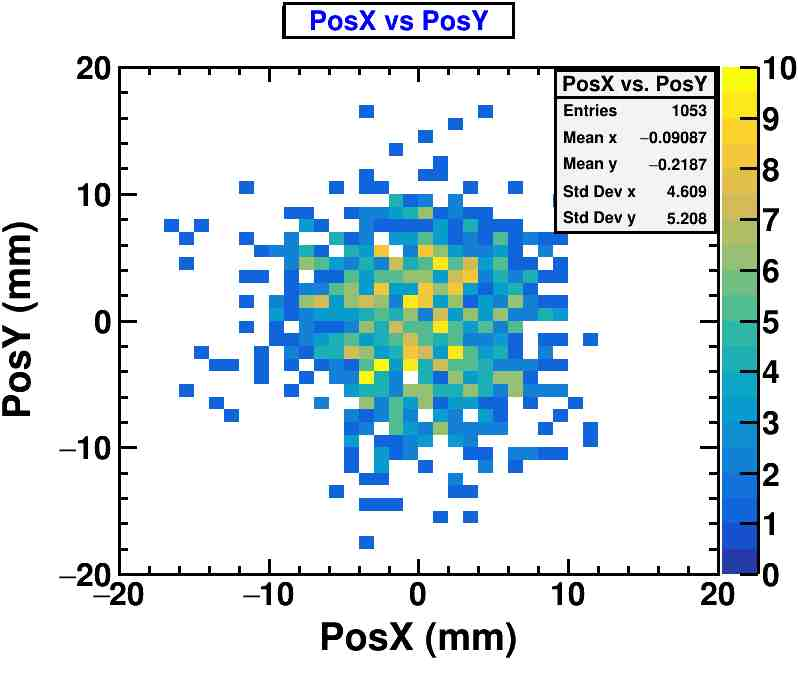 PosX vs PosY
PosX vs. PosY
Entries 1053
Mean x −0.09087
Mean y −0.2187
Std Dev x 4.609
Std Dev y 5.208
PosY (mm)
20
10
0
−10
−20
−20 −10 0 10 20
PosX (mm)
10
9
8
7
6
5
4
3
2
1
0